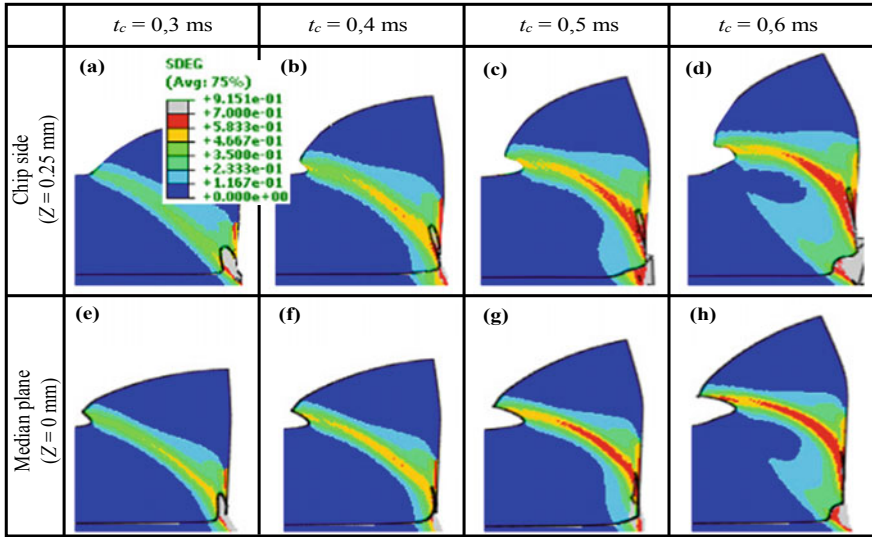 t_c = 0,3 ms
t_c = 0,4 ms
t_c = 0,5 ms
t_c = 0,6 ms
Chip side
(Z = 0.25 mm)
(a)
SDEG
(Avg: 75%)
+9.151e-01
+7.000e-01
+5.833e-01
+4.667e-01
+3.500e-01
+2.333e-01
+1.167e-01
+0.000e+00
(b)
(c)
(d)
Median plane
(Z = 0 mm)
(e)
(f)
(g)
(h)